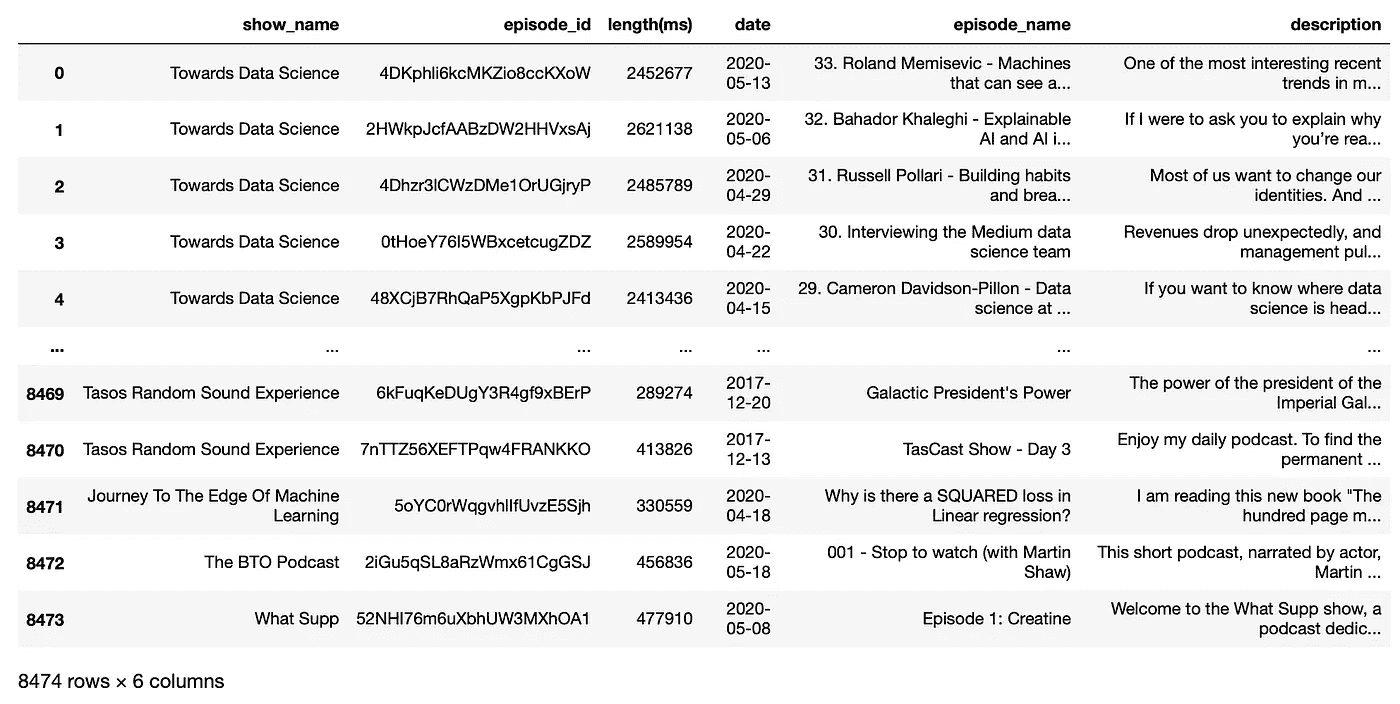 show_name episode_id length(ms) date episode_name description
0 Towards Data Science 4DKphli6kcMKZio8ccKXoW 2452677 2020-05-13 33. Roland Memisevic - Machines that can see a... One of the most interesting recent trends in m...
1 Towards Data Science 2HWkpJcfAABzDW2HHVxsAj 2621138 2020-05-06 32. Bahador Khaleghi - Explainable AI and AI i... If I were to ask you to explain why you’re rea...
2 Towards Data Science 4Dhzr3lCWzDMe1OrUGjryP 2485789 2020-04-29 31. Russell Pollari - Building habits and brea... Most of us want to change our identities. And ...
3 Towards Data Science 0tHoeY76I5WBxcetcugZDZ 2589954 2020-04-22 30. Interviewing the Medium data science team Revenues drop unexpectedly, and management pul...
4 Towards Data Science 48XCjB7RhQaP5XgpKbPJFd 2413436 2020-04-15 29. Cameron Davidson-Pillon - Data science at ... If you want to know where data science is head...
... ... ... ... ... ... ...
8469 Tasos Random Sound Experience 6kFuqKeDUgY3R4gf9xBErP 289274 2017-12-20 Galactic President's Power The power of the president of the Imperial Gal...
8470 Tasos Random Sound Experience 7nTTZ56XEFTPqw4FRANKKO 413826 2017-12-13 TasCast Show - Day 3 Enjoy my daily podcast. To find the permanent ...
8471 Journey To The Edge Of Machine Learning 5oYC0rWqgvhlIfUvzE5Sjh 330559 2020-04-18 Why is there a SQUARED loss in Linear regression? I am reading this new book "The hundred page m...
8472 The BTO Podcast 2iGu5qSL8aRzWmx61CgGSJ 456836 2020-05-18 001 - Stop to watch (with Martin Shaw) This short podcast, narrated by actor, Martin ...
8473 What Supp 52NHI76m6uXbhUW3MXhOA1 477910 2020-05-08 Episode 1: Creatine Welcome to the What Supp show, a podcast dedic...
8474 rows × 6 columns